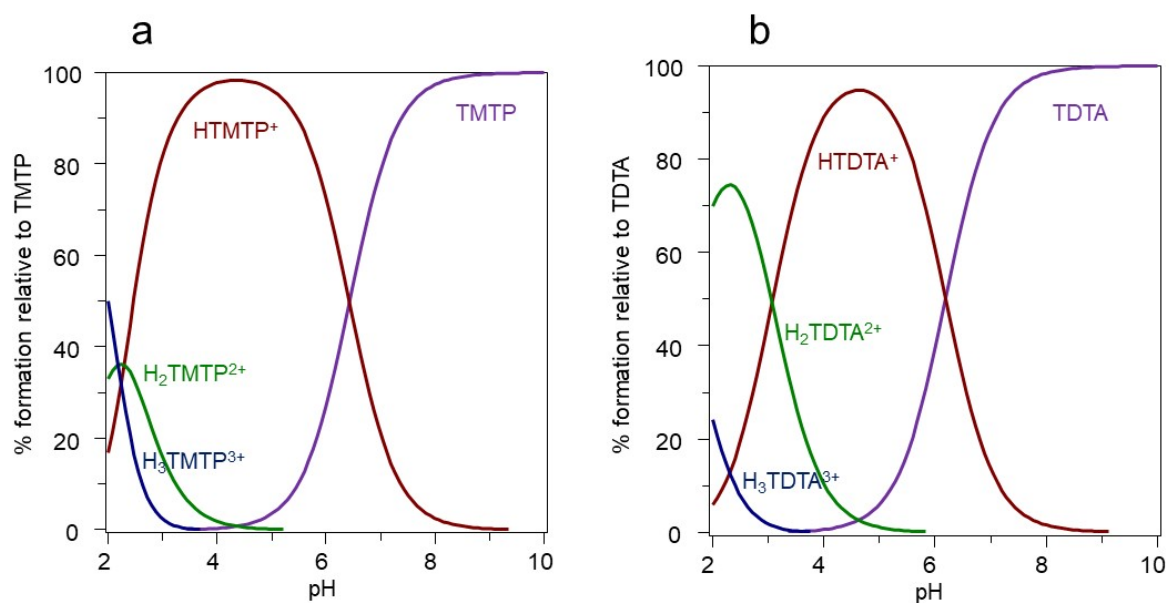 a
% formation relative to TMTP
100
80
60
40
20
0
HTMTP⁺
TMTP
H₂TMTP²⁺
H₃TMTP³⁺
2 4 6 8 10
pH
b
% formation relative to TDTA
100
80
60
40
20
0
TDTA
HTDTA⁺
H₂TDTA²⁺
H₃TDTA³⁺
2 4 6 8 10
pH